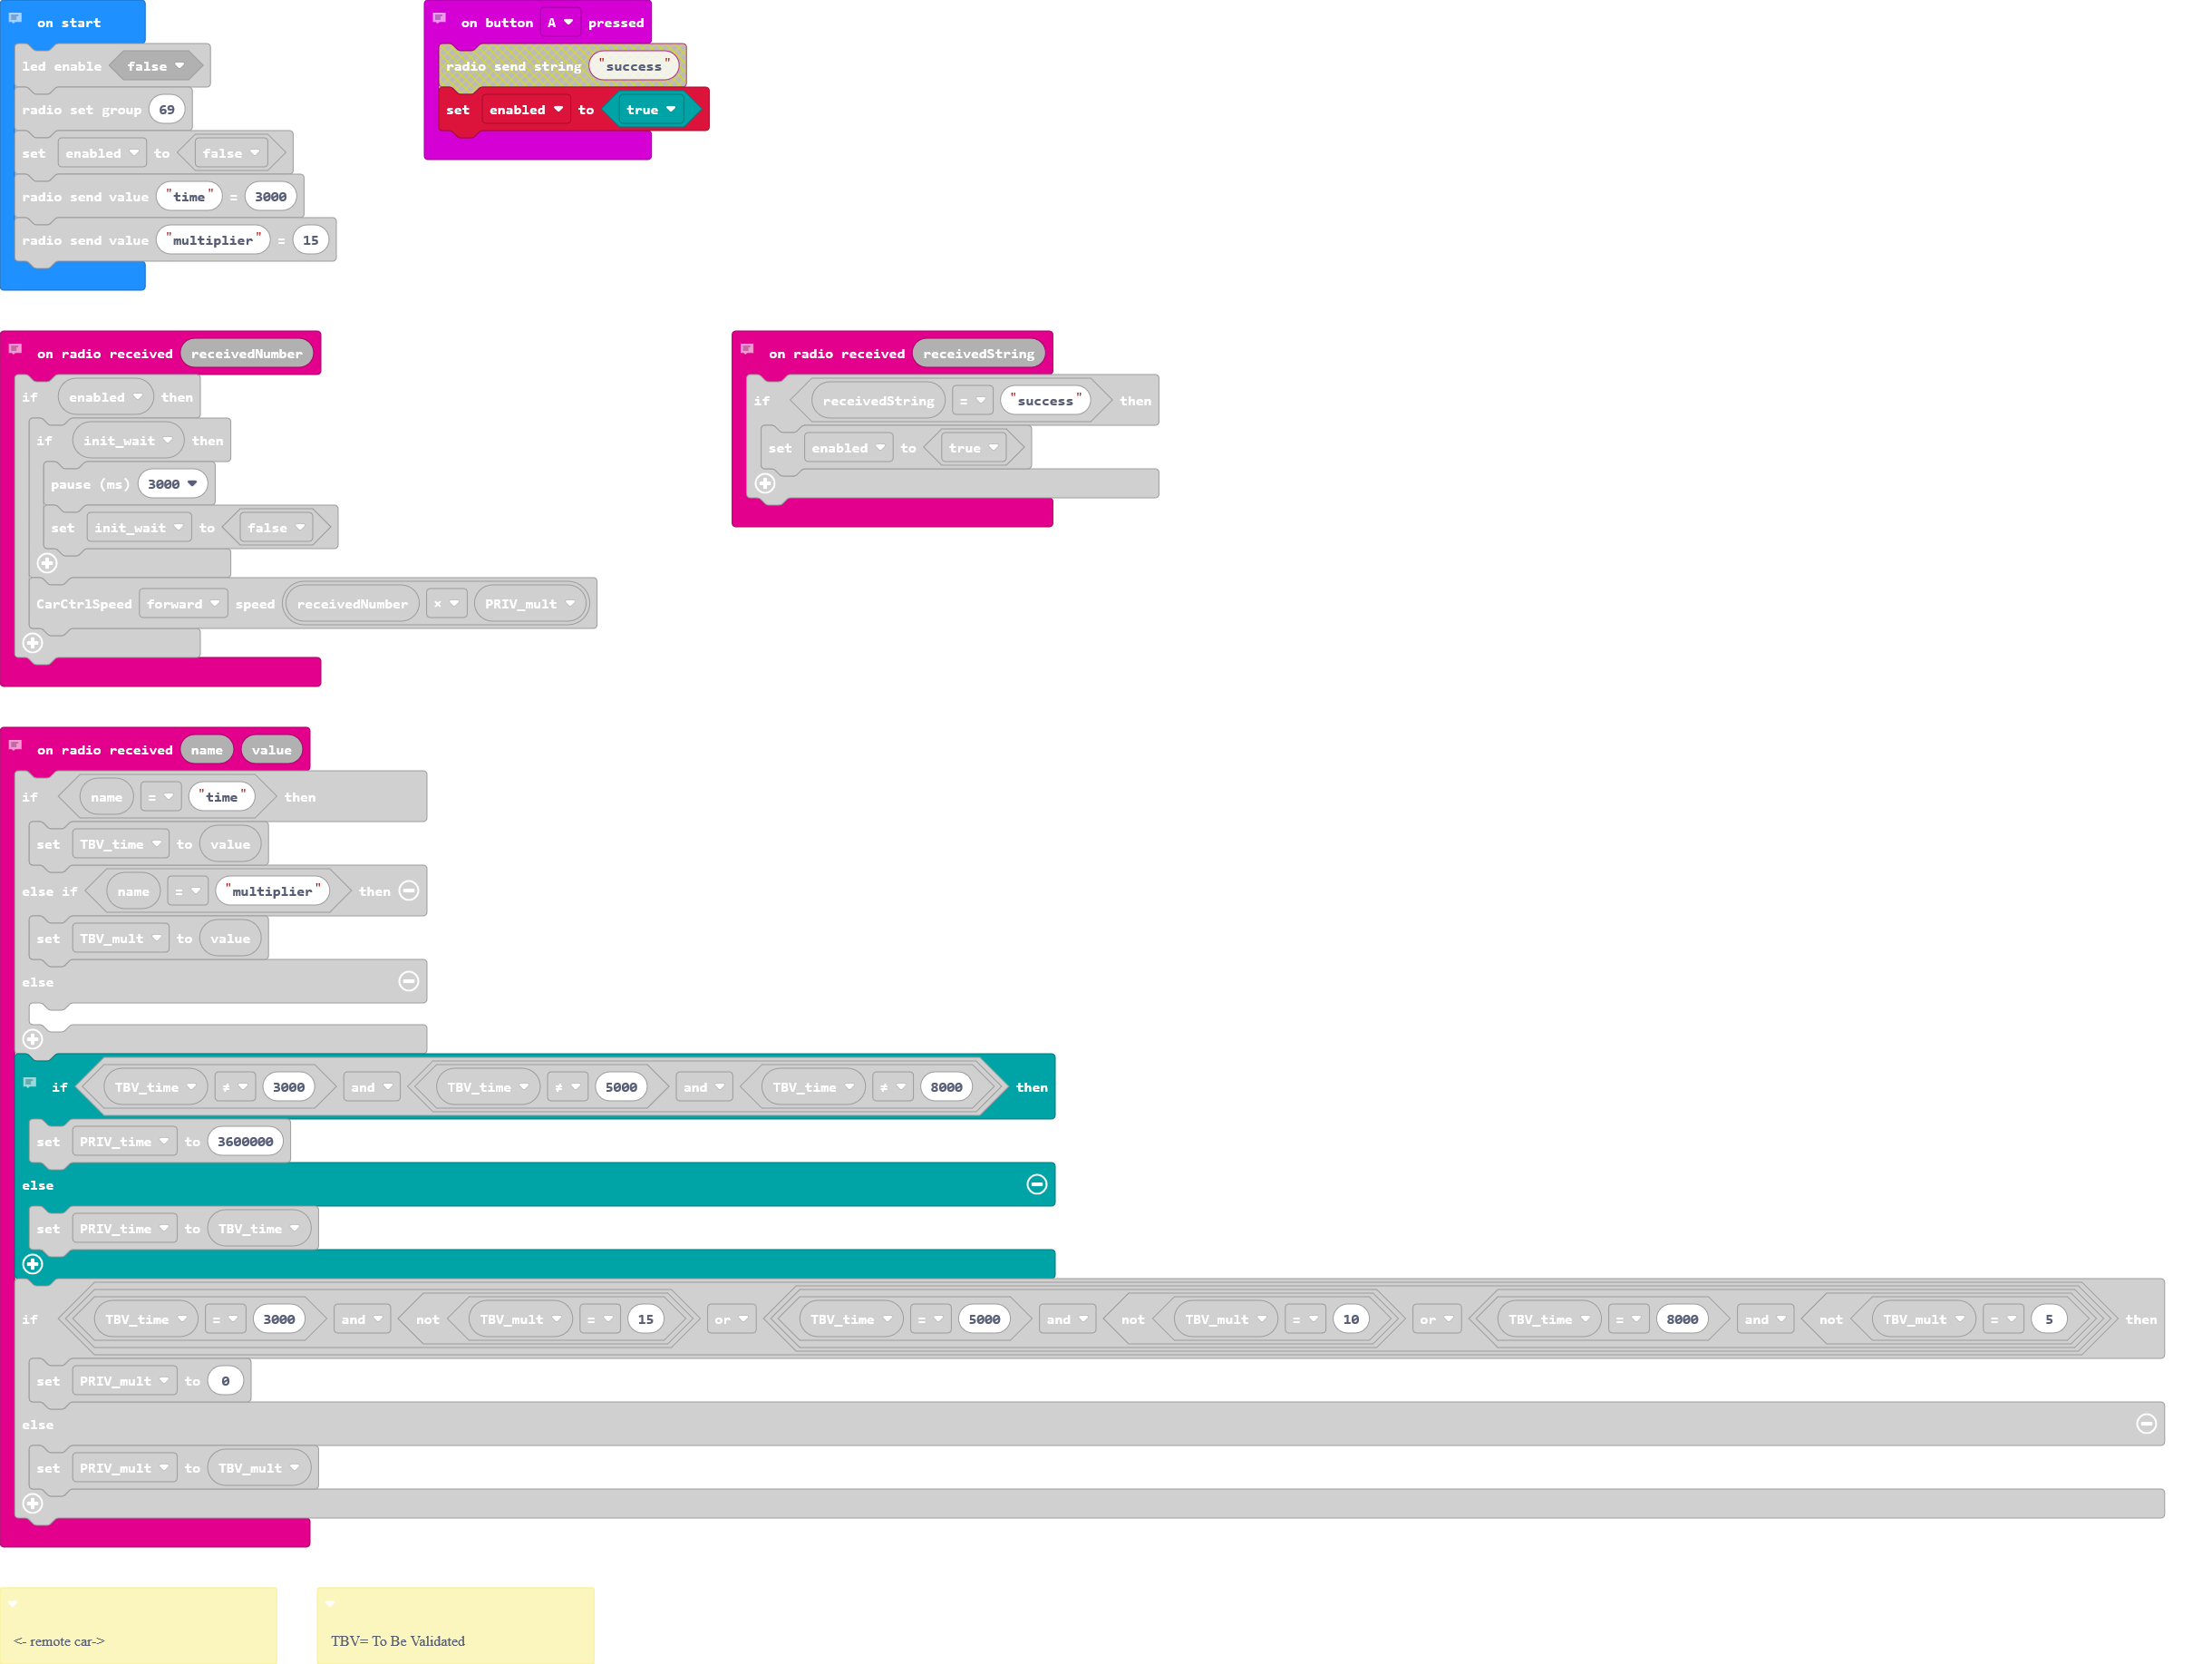 on start
led enable false
radio set group 69
set enabled to false
radio send value "time" = 3000
radio send value "multiplier" = 15
on button A pressed
radio send string "success"
set enabled to true
on radio received receivedNumber
if enabled then
if init_wait then
pause (ms) 3000
set init_wait to false
CarCtrlSpeed forward speed receivedNumber × PRIV_mult
on radio received receivedString
if receivedString = "success" then
set enabled to true
on radio received name value
if name = "time" then
set TBV_time to value
else if name = "multiplier" then
set TBV_mult to value
else
if TBV_time ≠ 3000 and TBV_time ≠ 5000 and TBV_time ≠ 8000 then
set PRIV_time to 3600000
else
set PRIV_time to TBV_time
if TBV_time = 3000 and not TBV_mult = 15 or TBV_time = 5000 and not TBV_mult = 10 or TBV_time = 8000 and not TBV_mult = 5 then
set PRIV_mult to 0
else
set PRIV_mult to TBV_mult
<- remote car->
TBV= To Be Validated